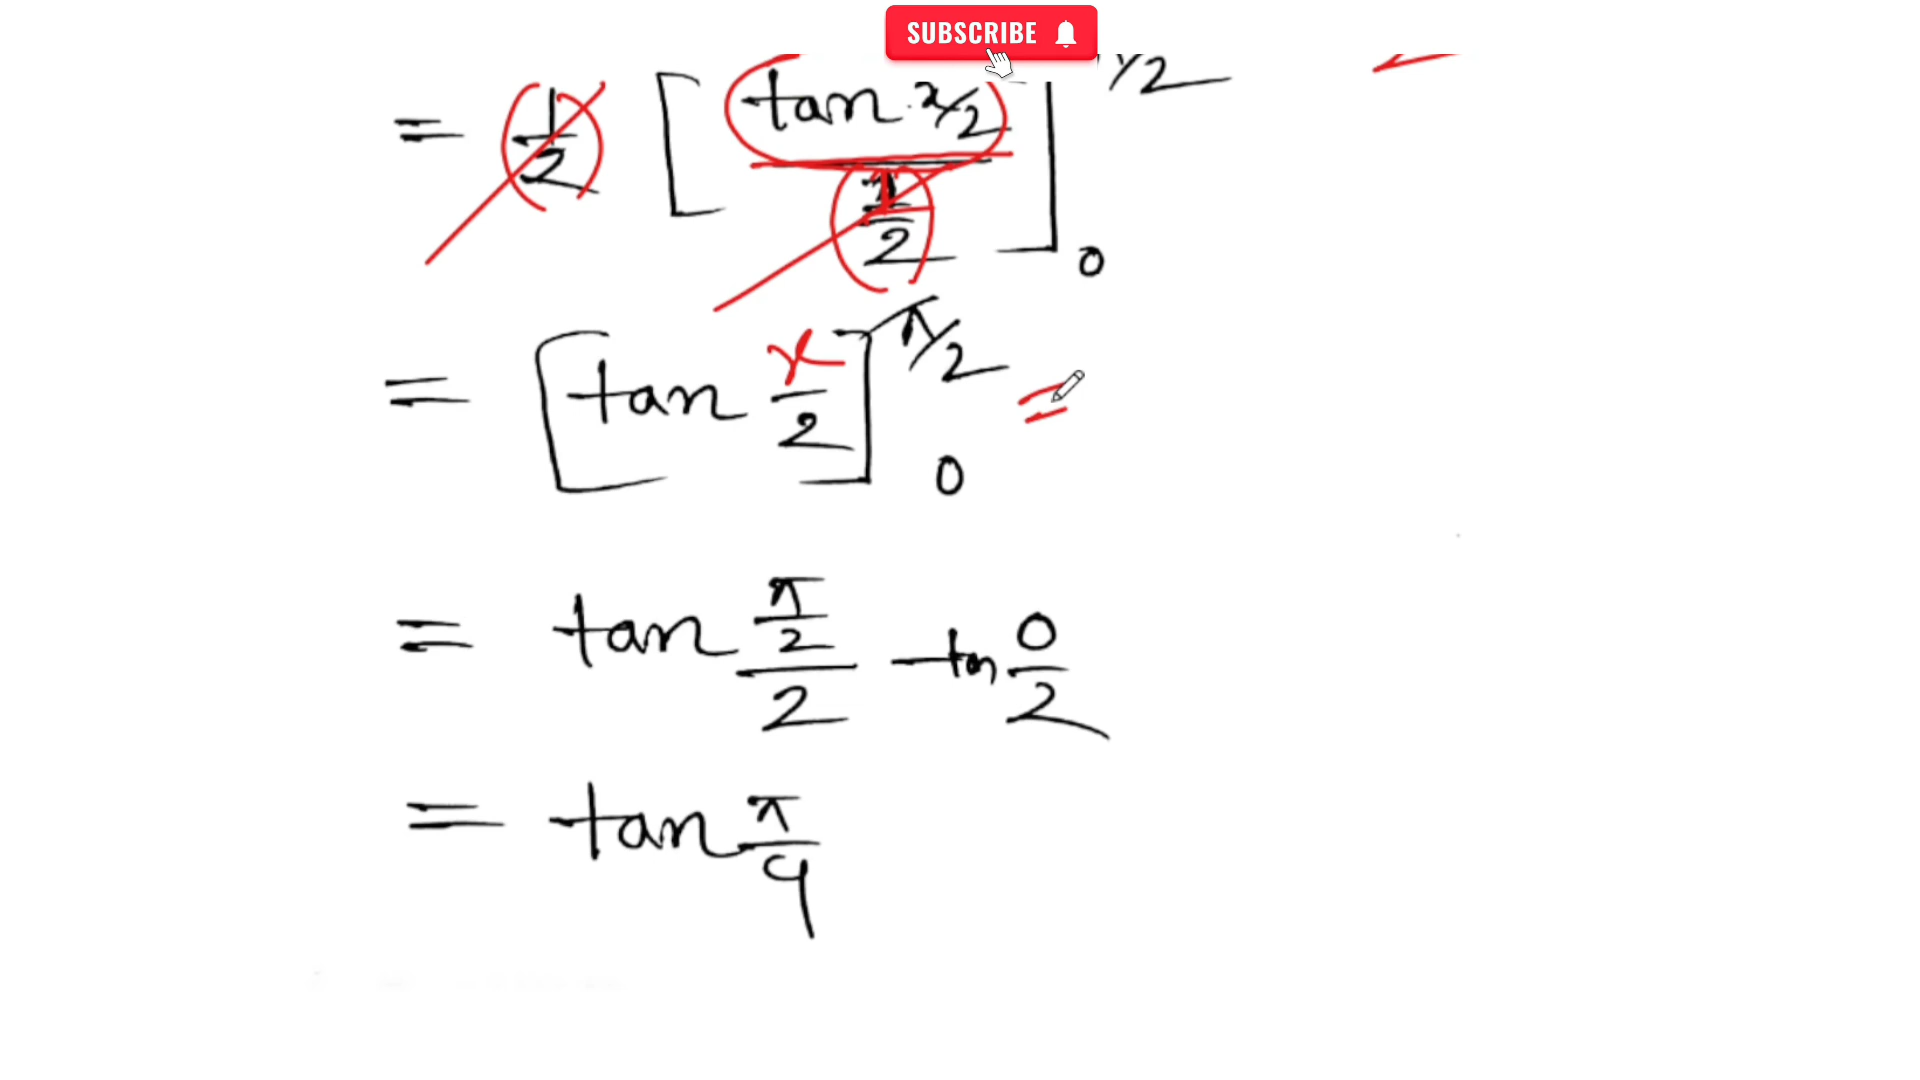 SUBSCRIBE
= (1/2) [tan x/2 / (1/2)]₀^π/2
= [tan x/2]₀^π/2 =
= tan (π/2)/2 - tan 0/2
= tan π/4